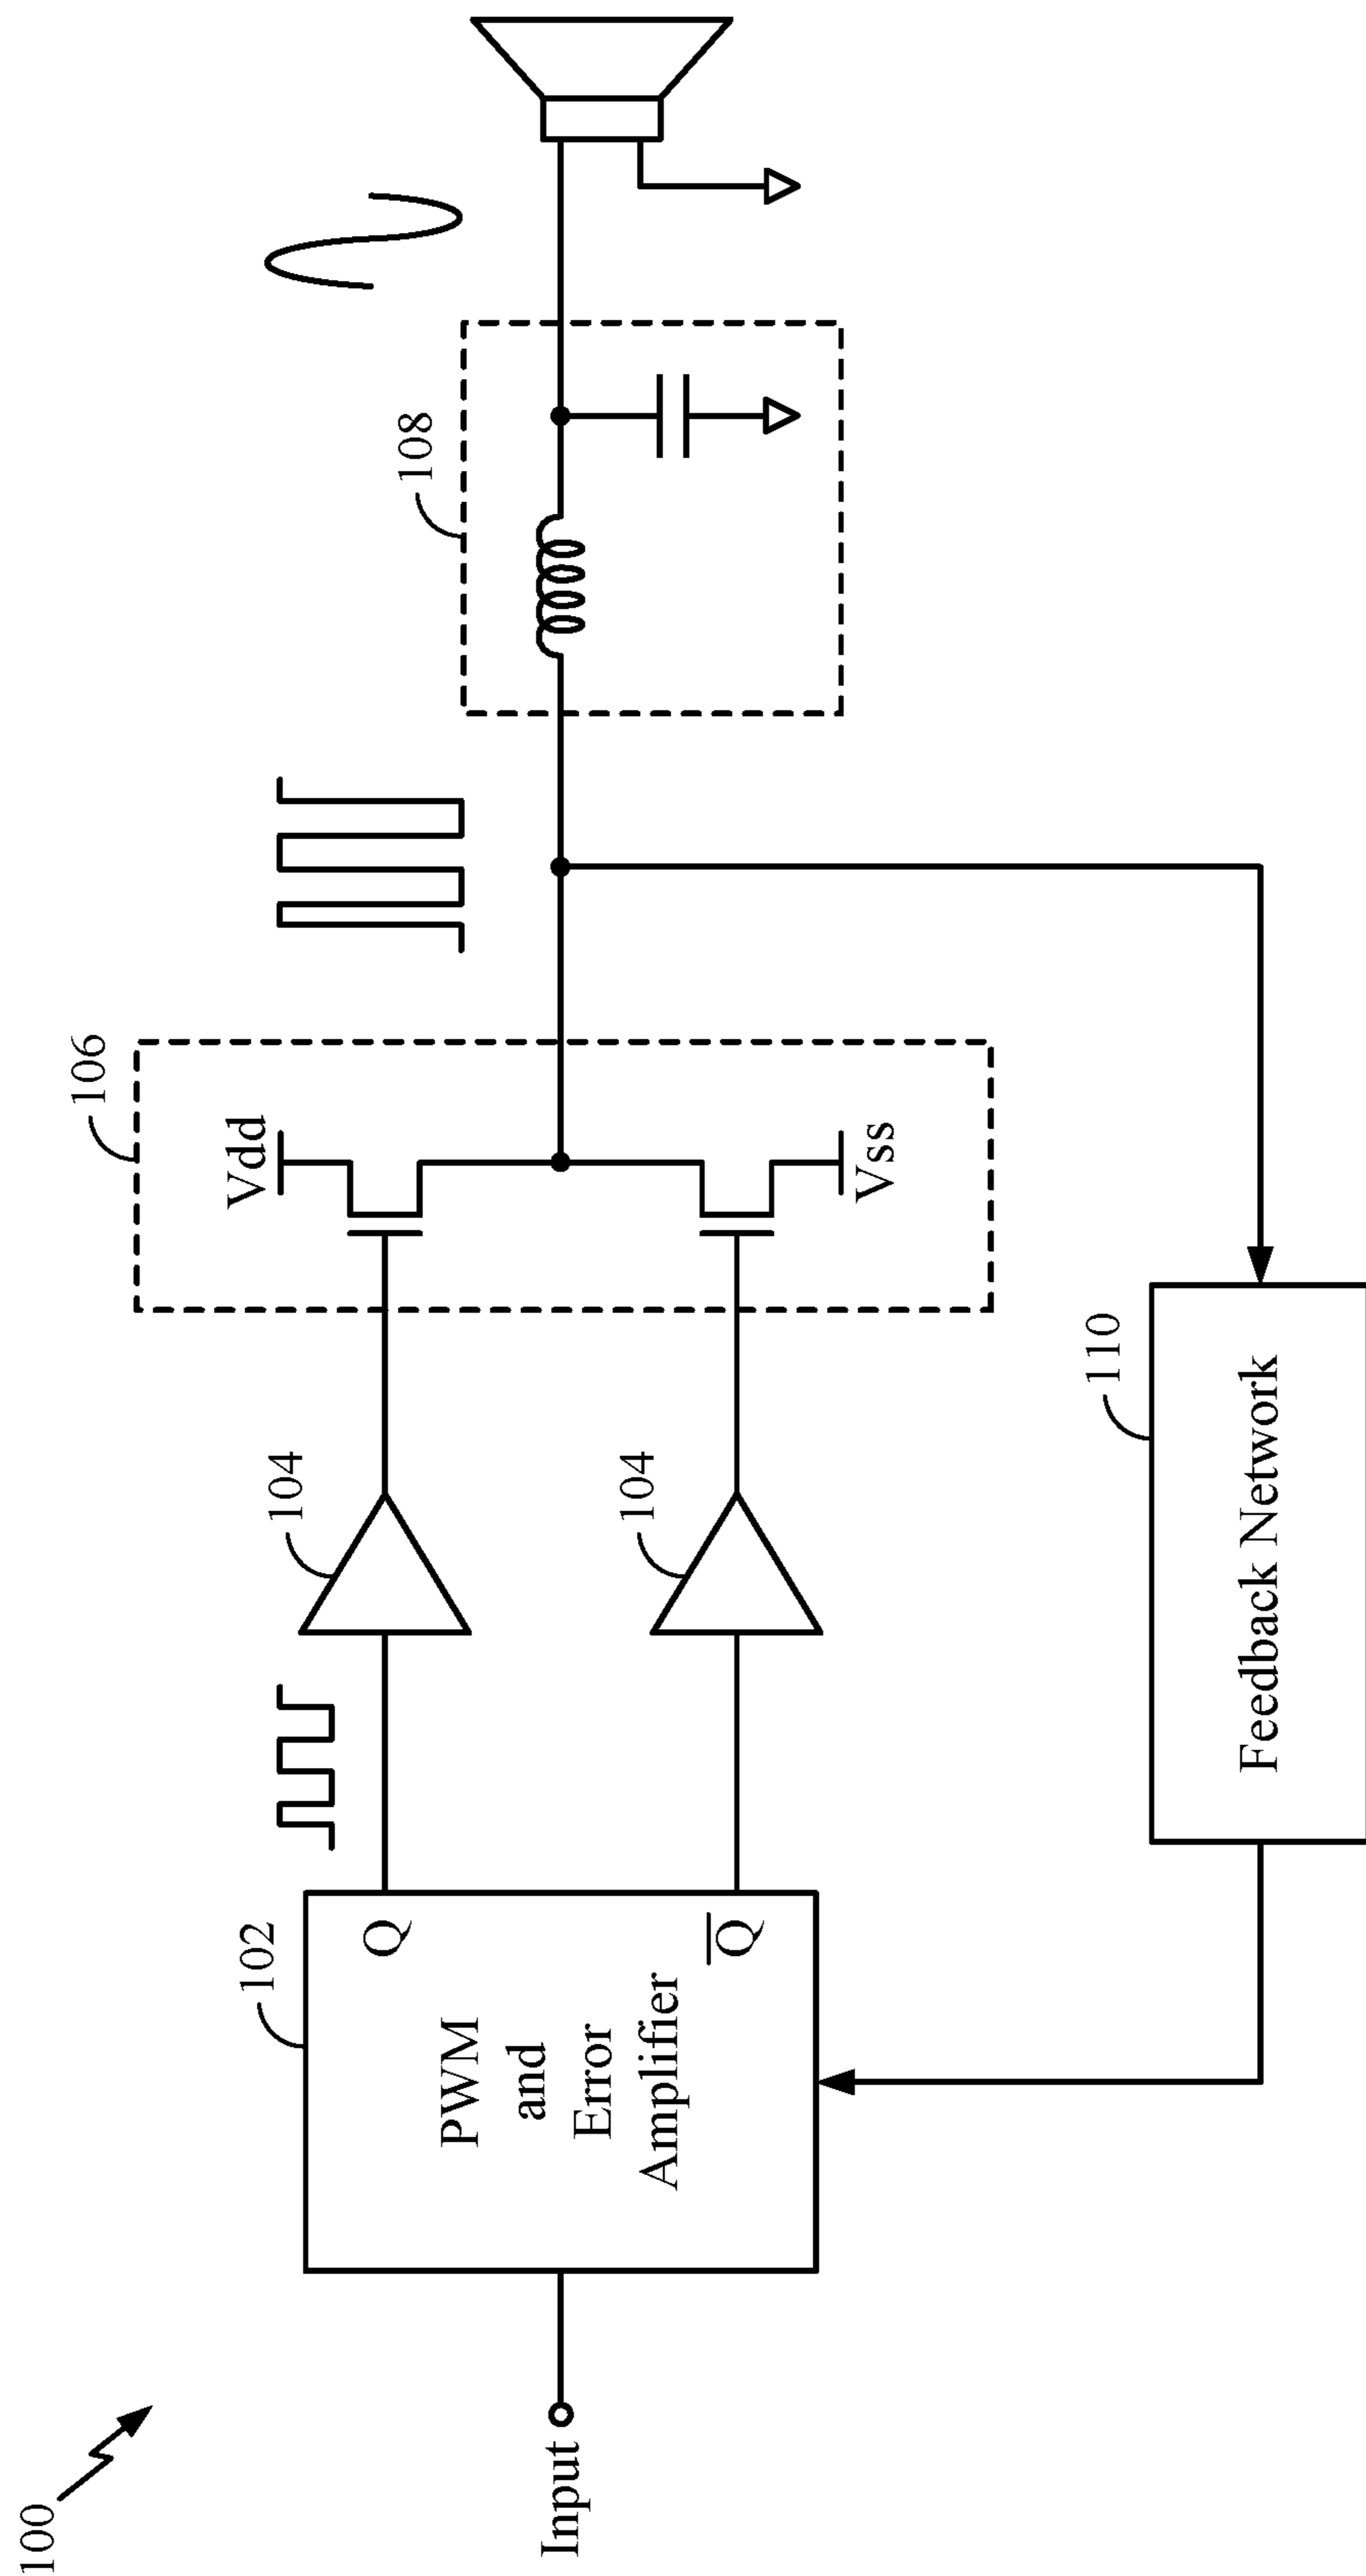 100
Input
102
PWM
and
Error
Amplifier
Q
Q̅
104
104
106
Vdd
Vss
108
110
Feedback Network